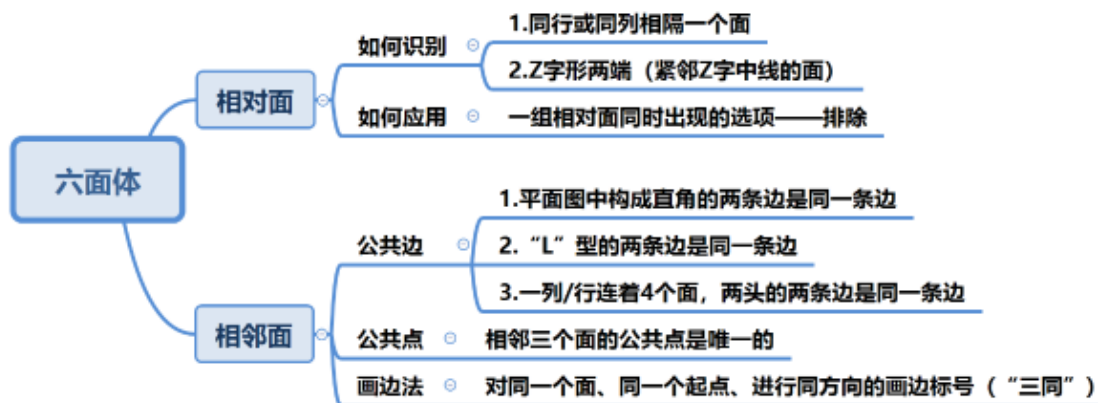 六面体
相对面
如何识别
1.同行或同列相隔一个面
2.Z字形两端（紧邻Z字中线的面）
如何应用
一组相对面同时出现的选项——排除
相邻面
公共边
1.平面图中构成直角的两条边是同一条边
2.“L”型的两条边是同一条边
3.一列/行连着4个面，两头的两条边是同一条边
公共点
相邻三个面的公共点是唯一的
画边法
对同一个面、同一个起点、进行同方向的画边标号（“三同”）